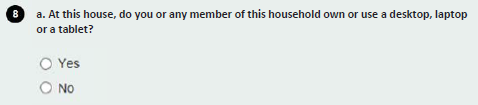 8 a. At this house, do you or any member of this household own or use a desktop, laptop
or a tablet?
Yes
No